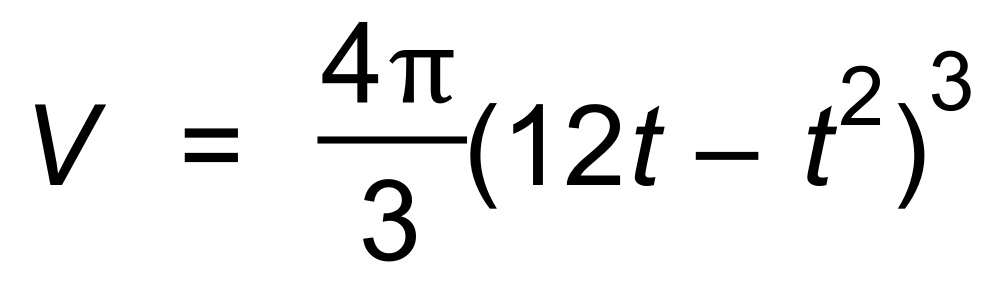 V = 4π/3(12t – t²)³